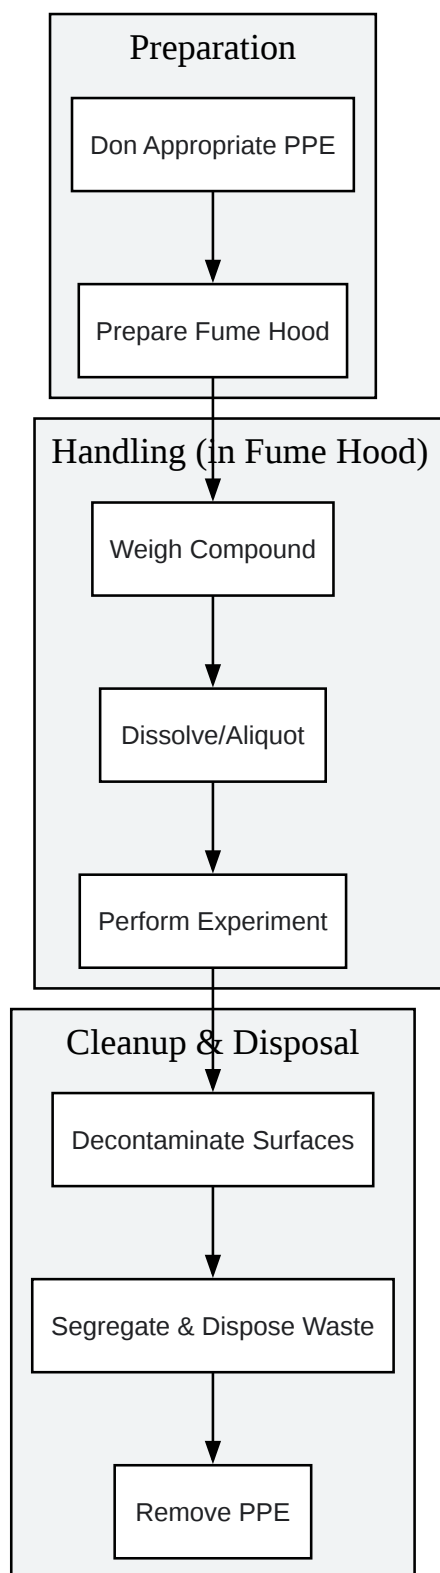 Preparation
Don Appropriate PPE
Prepare Fume Hood
Handling (in Fume Hood)
Weigh Compound
Dissolve/Aliquot
Perform Experiment
Cleanup & Disposal
Decontaminate Surfaces
Segregate & Dispose Waste
Remove PPE